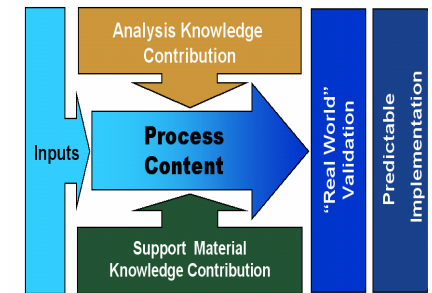 Analysis Knowledge
Contribution
Inputs
Process
Content
Support Material
Knowledge Contribution
“Real World”
Validation
Predictable
Implementation